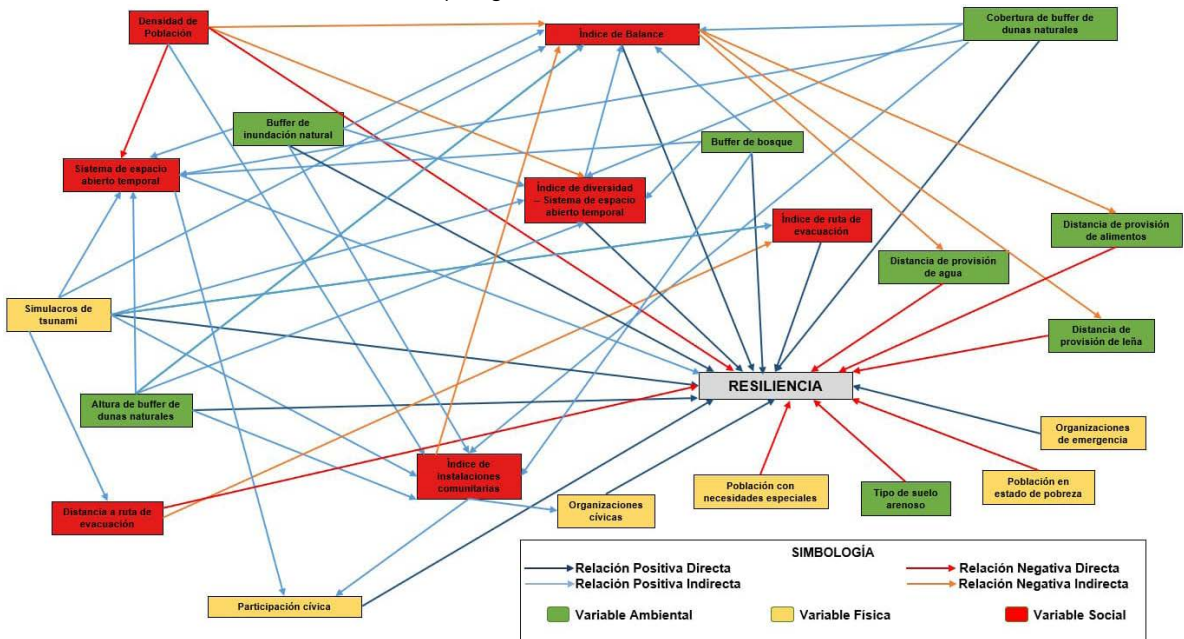 Densidad de
Población
Índice de Balance
Cobertura de buffer de
dunas naturales
Buffer de
inundación natural
Buffer de bosque
Sistema de espacio
abierto temporal
Índice de diversidad
– Sistema de espacio
abierto temporal
Índice de ruta de
evacuación
Distancia de provisión
de alimentos
Distancia de provisión
de agua
Simulacros de
tsunami
Distancia de
provisión de leña
RESILIENCIA
Altura de buffer de
dunas naturales
Organizaciones
de emergencia
Índice de
instalaciones
comunitarias
Población con
necesidades especiales
Población en
estado de pobreza
Tipo de suelo
arenoso
Organizaciones
cívicas
Distancia a ruta de
evacuación
Participación cívica
SIMBOLOGÍA
Relación Positiva Directa
Relación Negativa Directa
Relación Positiva Indirecta
Relación Negativa Indirecta
Variable Ambiental
Variable Física
Variable Social